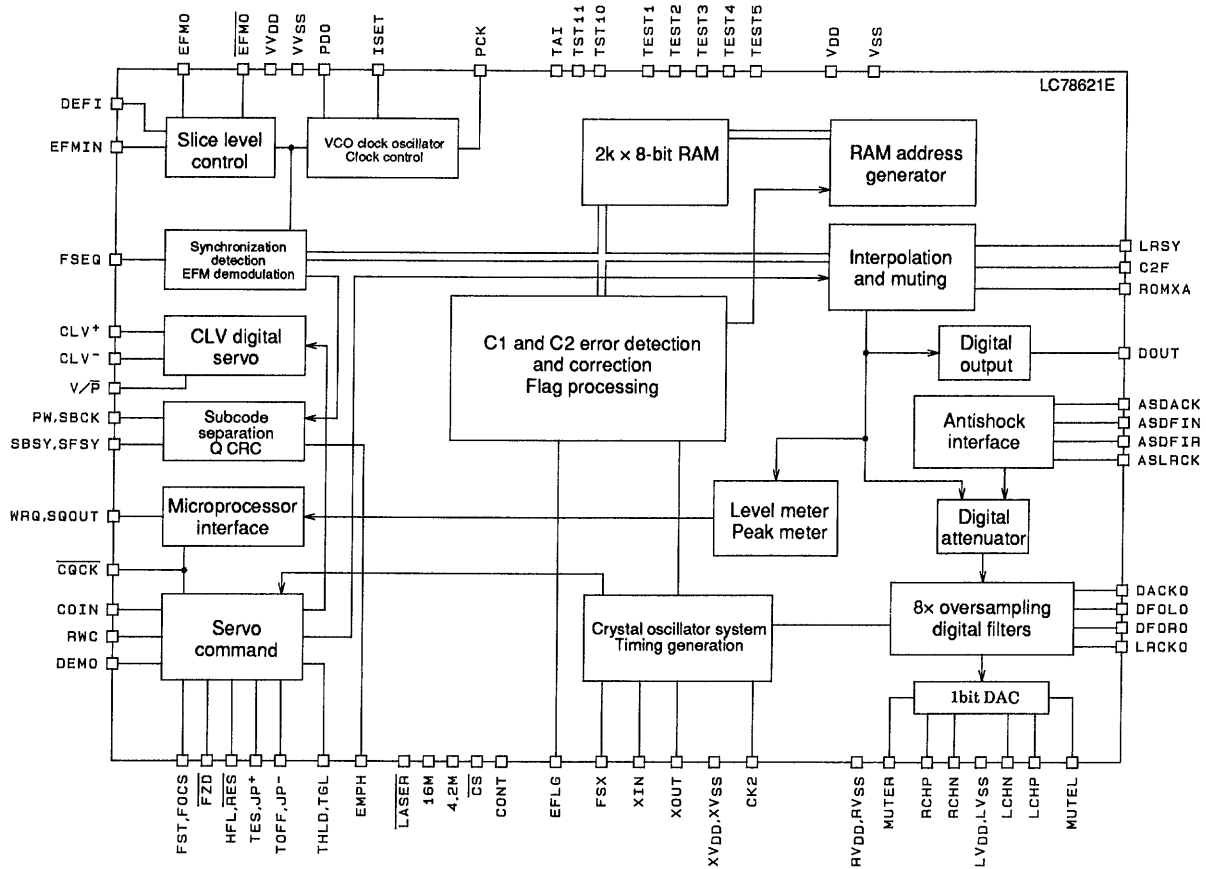 EFMO
EFMO
VVDD
VVSS
PDO
ISET
PCK
TAI
TST11
TST10
TEST1
TEST2
TEST3
TEST4
TEST5
VDD
VSS
LC78621E
DEFI
EFMIN
Slice level
control
VCO clock oscillator
Clock control
2k × 8-bit RAM
RAM address
generator
FSEQ
Synchronization
detection
EFM demodulation
Interpolation
and muting
LRSY
C2F
ROMXA
CLV+
CLV-
V/P
CLV digital
servo
C1 and C2 error detection
and correction
Flag processing
Digital
output
DOUT
PW,SBCK
SBSY,SFSY
Subcode
separation
Q CRC
Antishock
interface
ASDACK
ASDFIN
ASDFIR
ASLRCK
WRQ,SQOUT
Microprocessor
interface
Level meter
Peak meter
Digital
attenuator
CQCK
COIN
RWC
DEMO
Servo
command
Crystal oscillator system
Timing generation
8× oversampling
digital filters
DACKO
DFOLO
DFORO
LRCKO
1bit DAC
FST,FOCS
FZD
HFL,RES
TES,JP+
TOFF,JP-
THLD,TGL
EMPH
LASER
16M
4.2M
CS
CONT
EFLG
FSX
XIN
XOUT
XVDD,XVSS
CK2
RVDD,RVSS
MUTER
RCHP
RCHN
LVDD,LVSS
LCHN
LCHP
MUTEL